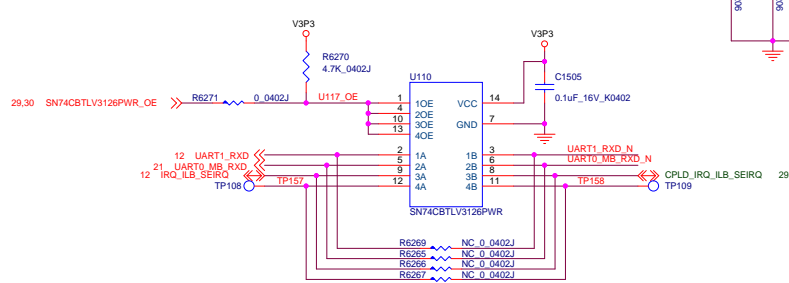 V3P3
R6270
4.7K_0402J
V3P3
C1505
0.1uF_16V_K0402
U110
29,30 SN74CBTLV3126PWR_OE R6271 0_0402J U117_OE
1 1OE VCC 14
4 2OE
10 3OE GND 7
13 4OE
12 UART1_RXD 2 1A 1B 3 UART1_RXD_N
21 UART0_MB_RXD 5 2A 2B 6 UART0_MB_RXD_N
12 IRQ_ILB_SEIRQ 9 3A 3B 8 CPLD_IRQ_ILB_SEIRQ 29
TP108 TP157 12 4A 4B 11 TP158 TP109
SN74CBTLV3126PWR
R6269 NC_0_0402J
R6265 NC_0_0402J
R6266 NC_0_0402J
R6267 NC_0_0402J